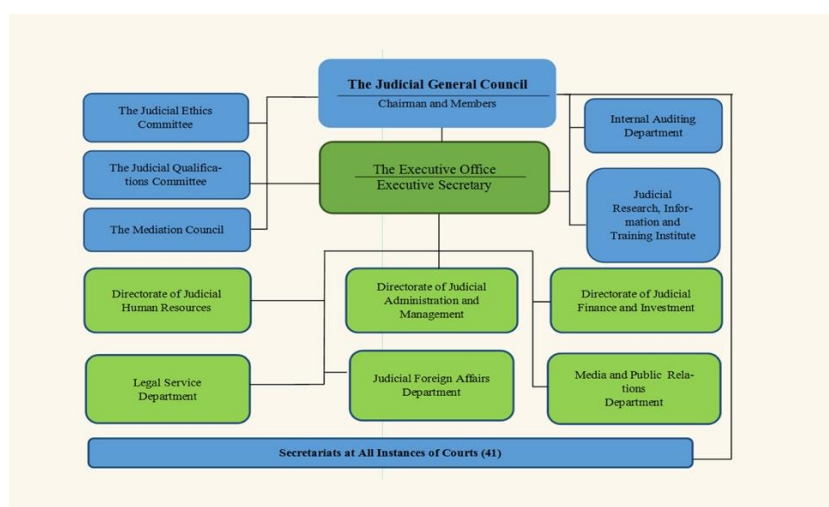 The Judicial General Council
Chairman and Members
The Judicial Ethics
Committee
Internal Auditing
Department
The Judicial Qualifica-
tions Committee
The Executive Office
Executive Secretary
Judicial
Research, Infor-
mation and
Training Institute
The Mediation Council
Directorate of Judicial
Human Resources
Directorate of Judicial
Administration and
Management
Directorate of Judicial
Finance and Investment
Legal Service
Department
Judicial Foreign Affairs
Department
Media and Public Rela-
tions
Department
Secretariats at All Instances of Courts (41)